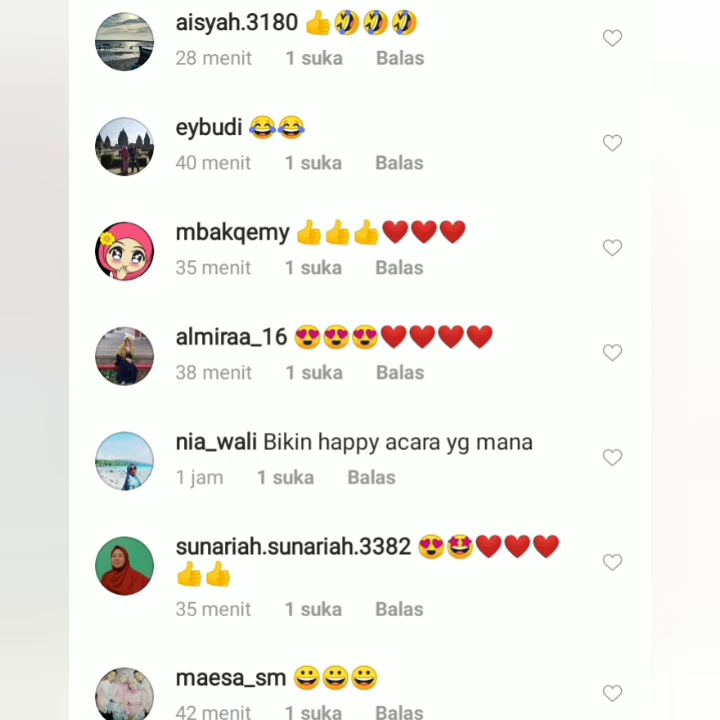 aisyah.3180 👍🤣🤣🤣
28 menit 1 suka Balas
eybudi 😂😂
40 menit 1 suka Balas
mbakqemy 👍👍👍❤️❤️❤️
35 menit 1 suka Balas
almiraa_16 😍😍😍❤️❤️❤️❤️
38 menit 1 suka Balas
nia_wali Bikin happy acara yg mana
1 jam 1 suka Balas
sunariah.sunariah.3382 😍🤩❤️❤️❤️
👍👍
35 menit 1 suka Balas
maesa_sm 😀😀😀
42 menit 1 suka Balas